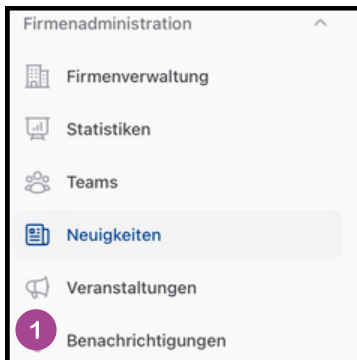 Firmenadministration
Firmenverwaltung
Statistiken
Teams
Neuigkeiten
Veranstaltungen
1
Benachrichtigungen